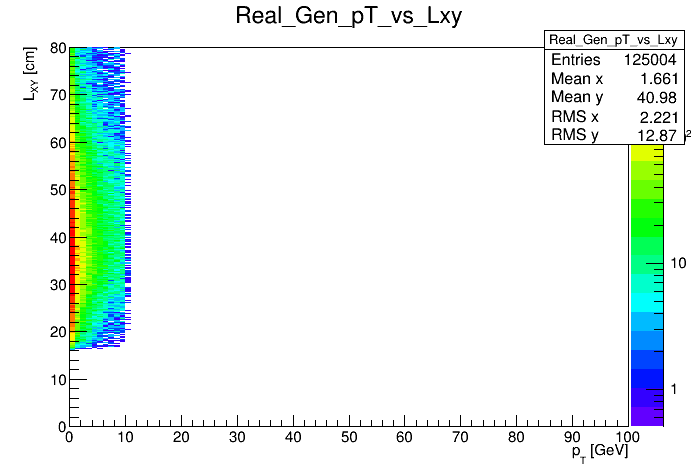 Real_Gen_pT_vs_Lxy
Real_Gen_pT_vs_Lxy
Entries 125004
Mean x 1.661
Mean y 40.98
RMS x 2.221
RMS y 12.87
2
L_XY [cm]
80
70
60
50
40
30
20
10
0
10
1
0 10 20 30 40 50 60 70 80 90 100
p_T [GeV]